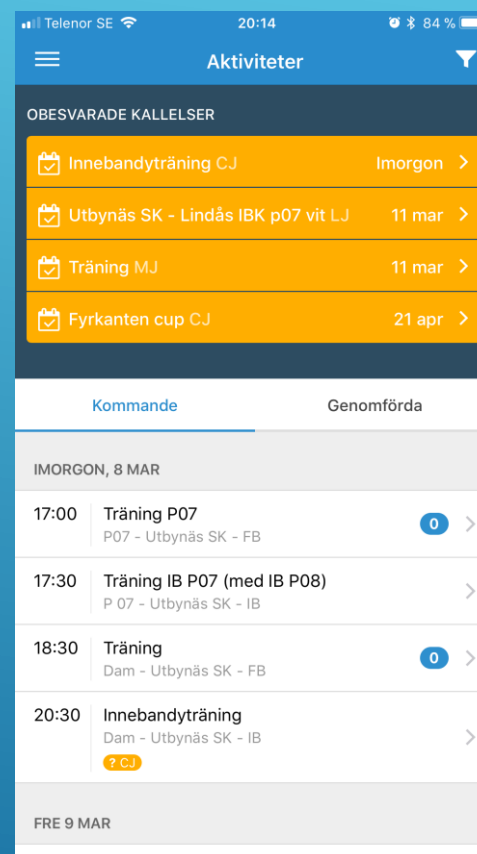 Telenor SE 20:14 84 %
Aktiviteter
OBESVARADE KALLELSER
Innebandyträning CJ Imorgon
Utbynäs SK - Lindås IBK p07 vit LJ 11 mar
Träning MJ 11 mar
Fyrkanten cup CJ 21 apr
Kommande Genomförda
IMORGON, 8 MAR
17:00 Träning P07 0
P07 - Utbynäs SK - FB
17:30 Träning IB P07 (med IB P08)
P 07 - Utbynäs SK - IB
18:30 Träning 0
Dam - Utbynäs SK - FB
20:30 Innebandyträning
Dam - Utbynäs SK - IB
? CJ
FRE 9 MAR